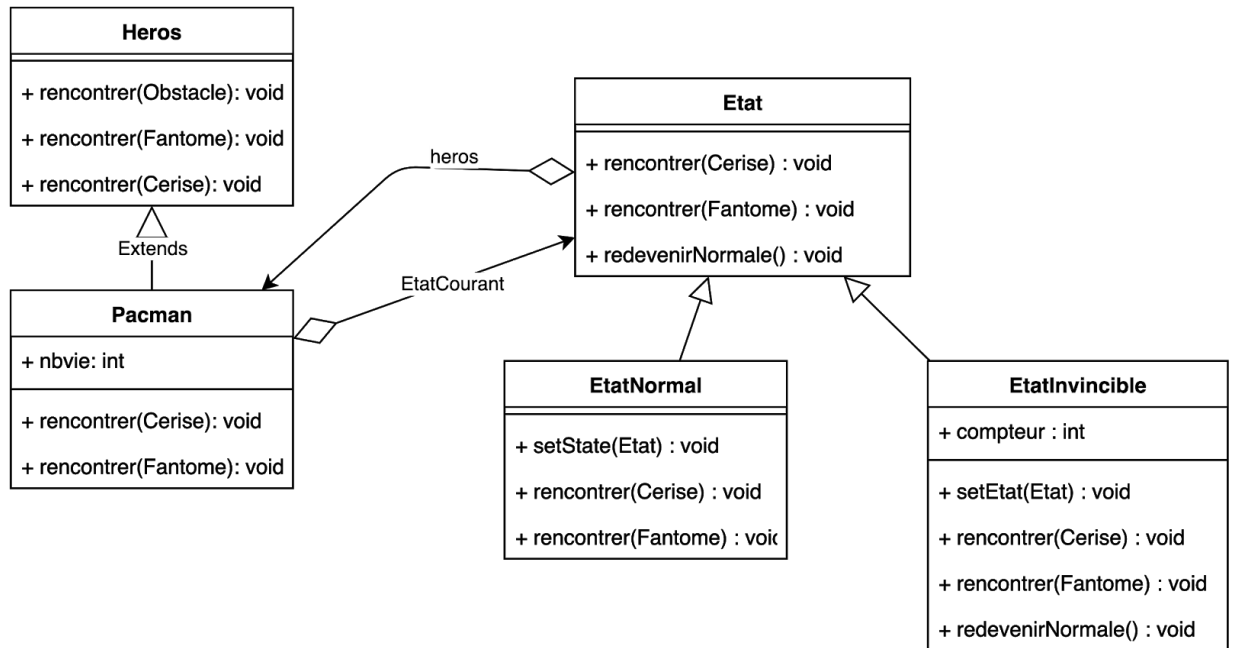 Heros
+ rencontrer(Obstacle): void
+ rencontrer(Fantome): void
+ rencontrer(Cerise): void
Extends
Pacman
+ nbvie: int
+ rencontrer(Cerise): void
+ rencontrer(Fantome): void
heros
EtatCourant
Etat
+ rencontrer(Cerise) : void
+ rencontrer(Fantome) : void
+ redevenirNormale() : void
EtatNormal
+ setState(Etat) : void
+ rencontrer(Cerise) : void
+ rencontrer(Fantome) : voic
EtatInvincible
+ compteur : int
+ setEtat(Etat) : void
+ rencontrer(Cerise) : void
+ rencontrer(Fantome) : void
+ redevenirNormale() : void